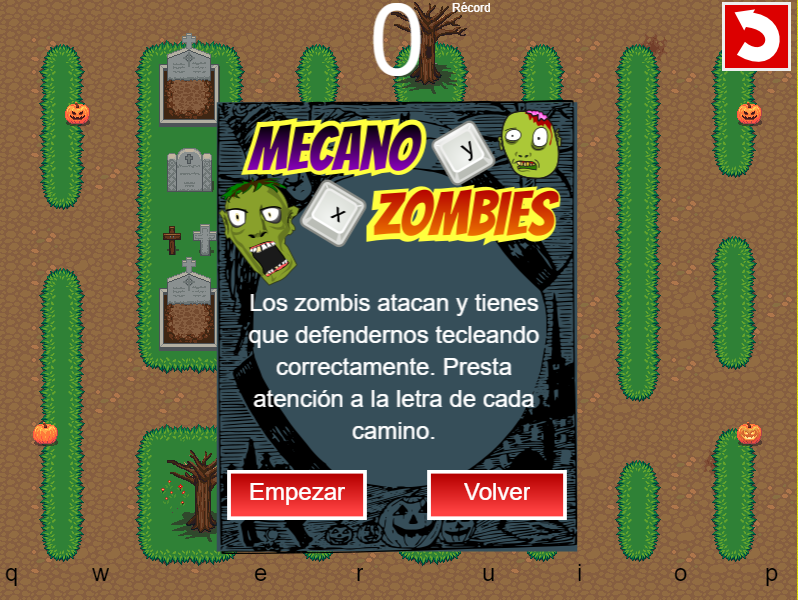 0
Récord
MECANO
y
x
ZOMBIES
Los zombis atacan y tienes
que defendernos tecleando
correctamente. Presta
atención a la letra de cada
camino.
Empezar Volver
q w e r u i o p